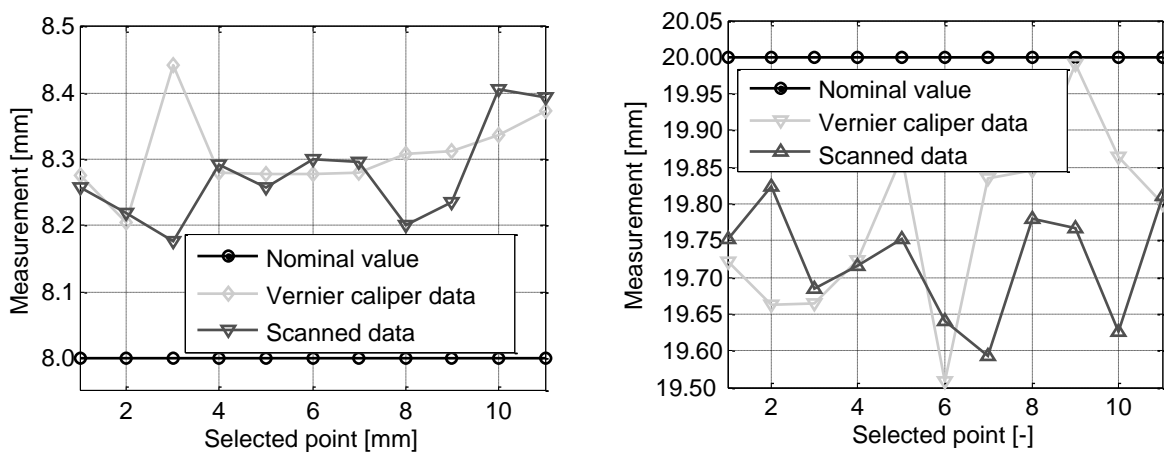 8.5
8.4
8.3
8.2
8.1
8.0
Measurement [mm]
Nominal value
Vernier caliper data
Scanned data
2 4 6 8 10
Selected point [mm]
20.05
20.00
19.95
19.90
19.85
19.80
19.75
19.70
19.65
19.60
19.50
Measurement [mm]
Nominal value
Vernier caliper data
Scanned data
2 4 6 8 10
Selected point [-]